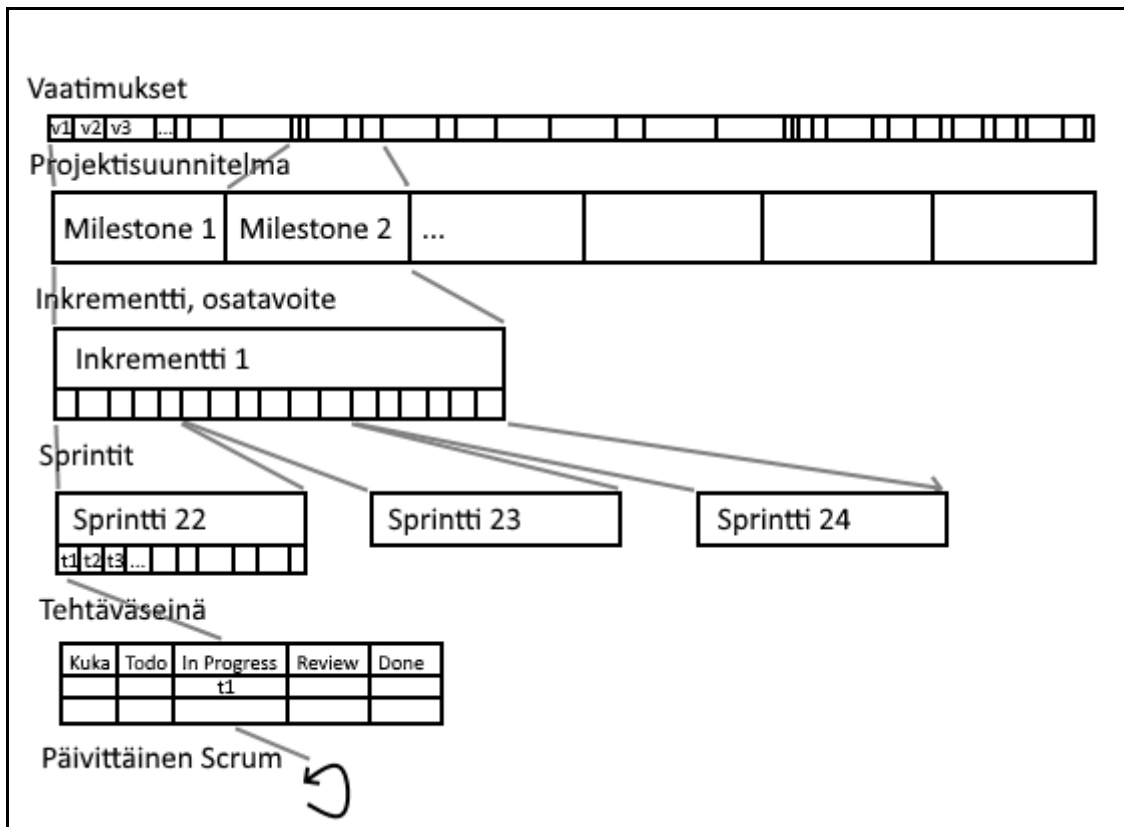 Vaatimukset
v1 v2 v3 ...
Projektisuunnitelma
Milestone 1 Milestone 2 ...
Inkrementti, osatavoite
Inkrementti 1
Sprintit
Sprintti 22 Sprintti 23 Sprintti 24
t1 t2 t3 ...
Tehtäväseinä
Kuka Todo In Progress Review Done
t1
Päivittäinen Scrum